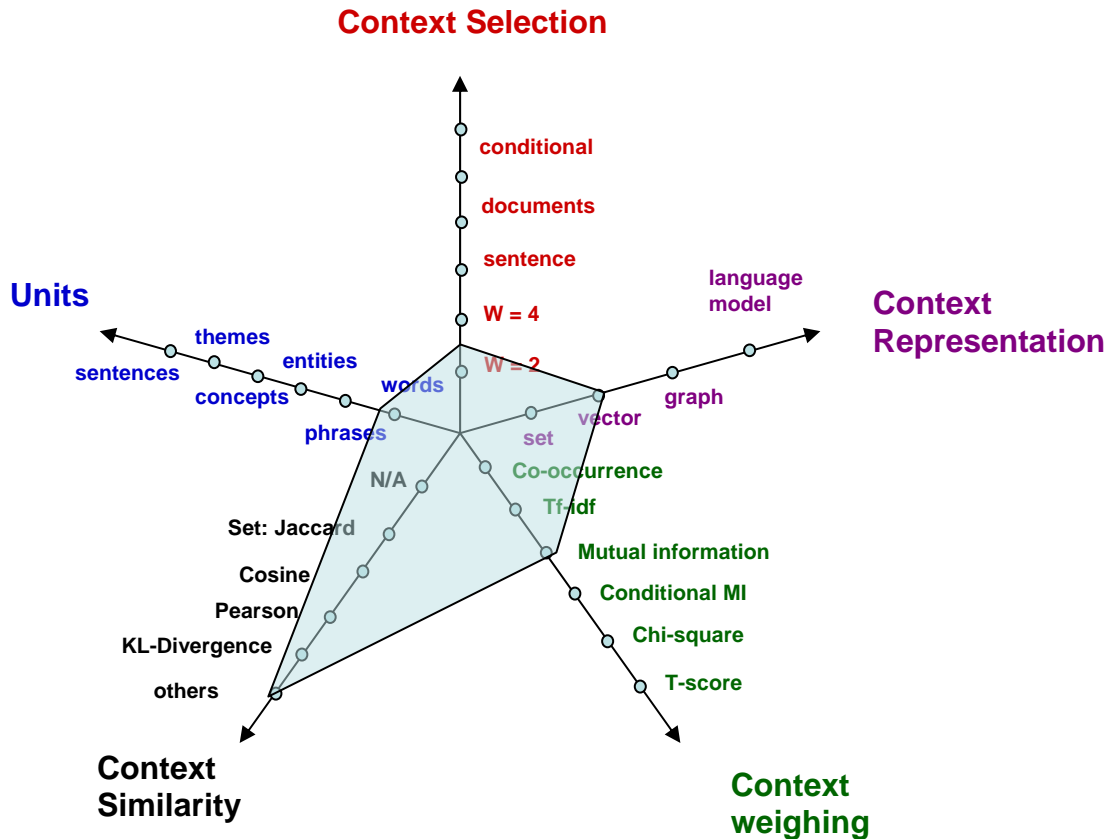 Context Selection
conditional
documents
sentence
W = 4
W = 2
language
model
Context
Representation
graph
vector
set
Units
themes
sentences
entities
concepts
words
phrases
N/A
Set: Jaccard
Cosine
Pearson
KL-Divergence
others
Context
Similarity
Co-occurrence
Tf-idf
Mutual information
Conditional MI
Chi-square
T-score
Context
weighing